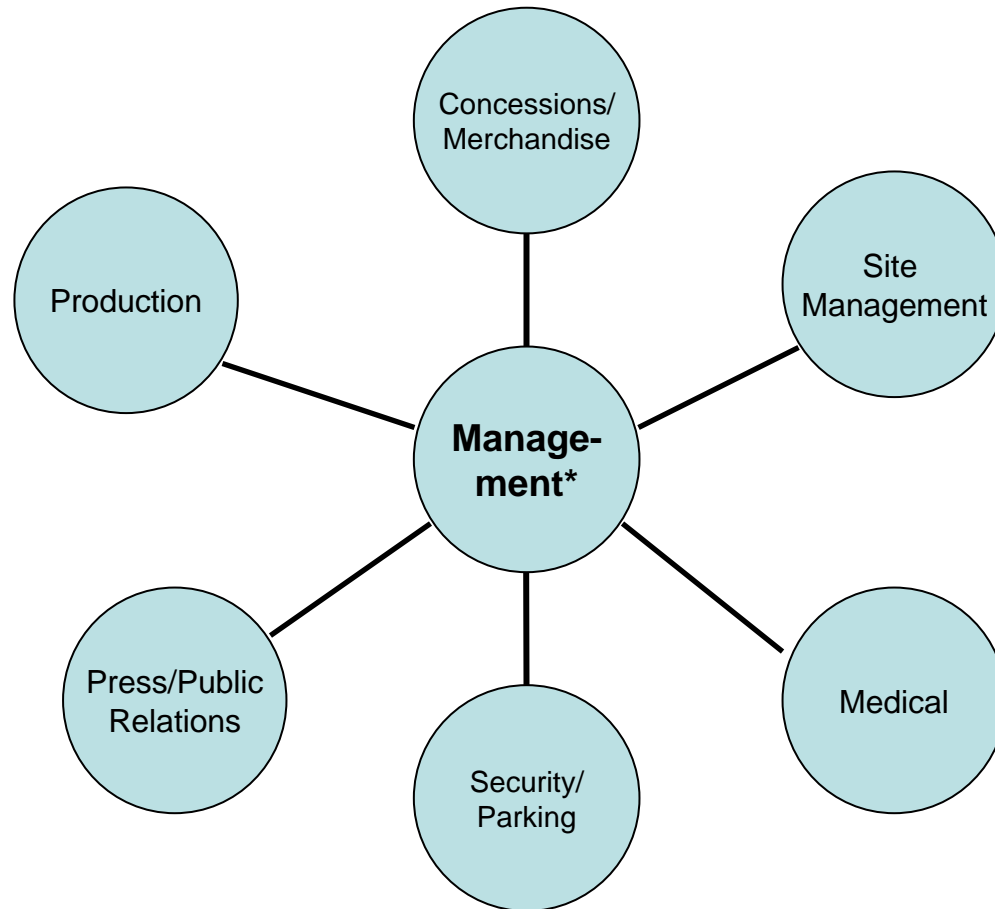 Concessions/
Merchandise
Site
Management
Production
Manage-
ment*
Press/Public
Relations
Medical
Security/
Parking